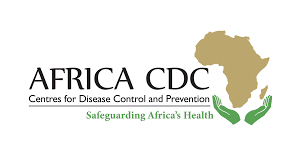 AFRICA CDC
Centres for Disease Control and Prevention
Safeguarding Africa's Health